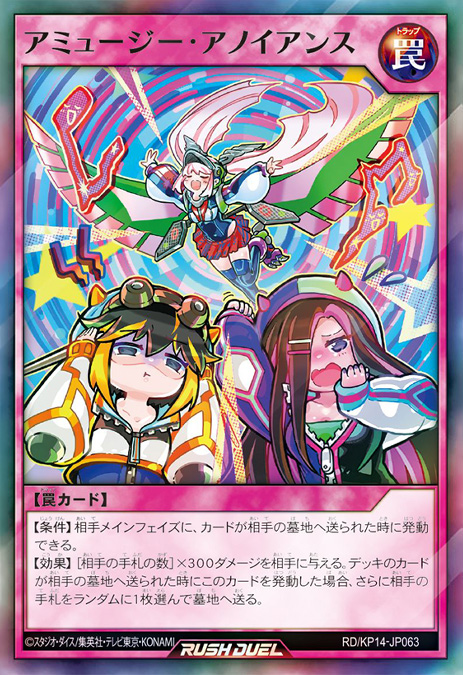 アミュージー・アノイアンス
トラップ
罠
【罠カード】
【条件】相手メインフェイズに、カードが相手の墓地へ送られた時に発動
できる。
【効果】[相手の手札の数]×300ダメージを相手に与える。デッキのカード
が相手の墓地へ送られた時にこのカードを発動した場合、さらに相手の
手札をランダムに1枚選んで墓地へ送る。
©スタジオ・ダイス/集英社・テレビ東京・KONAMI
RUSH DUEL
RD/KP14-JP063